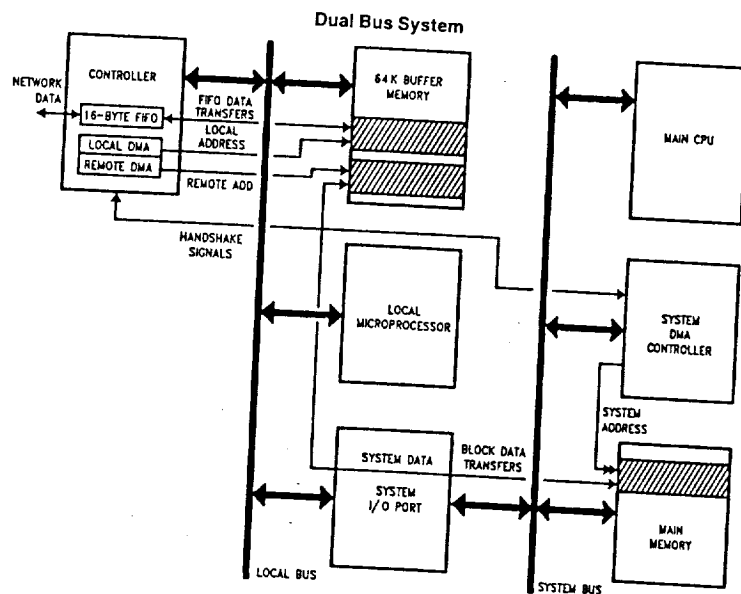 Dual Bus System
CONTROLLER
NETWORK
DATA
16-BYTE FIFO
LOCAL DMA
REMOTE DMA
FIFO DATA
TRANSFERS
LOCAL
ADDRESS
REMOTE ADD
64K BUFFER
MEMORY
MAIN CPU
HANDSHAKE
SIGNALS
LOCAL
MICROPROCESSOR
SYSTEM
DMA
CONTROLLER
SYSTEM
ADDRESS
BLOCK DATA
TRANSFERS
SYSTEM DATA
SYSTEM
I/O PORT
MAIN
MEMORY
LOCAL BUS
SYSTEM BUS